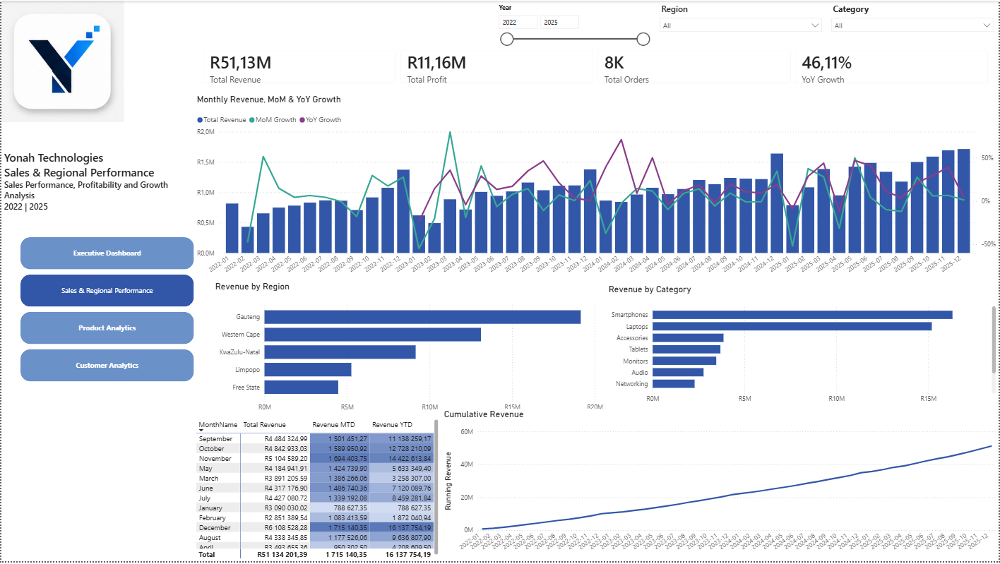 Year
2022 2025
Region
All
Category
All
R51,13M
Total Revenue
R11,16M
Total Profit
8K
Total Orders
46,11%
YoY Growth
Yonah Technologies
Sales & Regional Performance
Sales Performance, Profitability and Growth
Analysis
2022 | 2025
Executive Dashboard
Sales & Regional Performance
Product Analytics
Customer Analytics
Monthly Revenue, MoM & YoY Growth
Total Revenue MoM Growth YoY Growth
R2,0M
R1,5M
R1,0M
R0,5M
R0,0M
50%
0%
-50%
2022-01 2022-02 2022-03 2022-04 2022-05 2022-06 2022-07 2022-08 2022-09 2022-10 2022-11 2022-12 2023-01 2023-02 2023-03 2023-04 2023-05 2023-06 2023-07 2023-08 2023-09 2023-10 2023-11 2023-12 2024-01 2024-02 2024-03 2024-04 2024-05 2024-06 2024-07 2024-08 2024-09 2024-10 2024-11 2024-12 2025-01 2025-02 2025-03 2025-04 2025-05 2025-06 2025-07 2025-08 2025-09 2025-10 2025-11 2025-12
Revenue by Region
Gauteng
Western Cape
KwaZulu-Natal
Limpopo
Free State
R0M R5M R10M R15M R20M
Revenue by Category
Smartphones
Laptops
Accessories
Tablets
Monitors
Audio
Networking
R0M R5M R10M R15M
MonthName Total Revenue Revenue MTD Revenue YTD
September R4 484 324,99 1 501 451,27 11 138 259,17
October R4 842 933,03 1 589 950,92 12 728 210,09
November R5 104 589,20 1 694 403,75 14 422 613,84
May R4 184 941,91 1 424 739,90 5 633 349,40
March R3 891 205,59 1 386 266,06 3 258 307,00
June R4 317 176,90 1 486 740,36 7 120 089,76
July R4 427 080,72 1 339 192,08 8 459 281,84
January R3 090 030,02 788 627,35 788 627,35
February R2 851 389,54 1 083 413,59 1 872 040,94
December R6 108 528,28 1 715 140,35 16 137 754,19
August R4 338 345,85 1 177 526,06 9 636 807,90
April R3 493 655,36 950 302,50 4 208 609,50
Total R51 134 201,39 1 715 140,35 16 137 754,19
Cumulative Revenue
Running Revenue
60M
40M
20M
0M
2022-01 2022-02 2022-03 2022-04 2022-05 2022-06 2022-07 2022-08 2022-09 2022-10 2022-11 2022-12 2023-01 2023-02 2023-03 2023-04 2023-05 2023-06 2023-07 2023-08 2023-09 2023-10 2023-11 2023-12 2024-01 2024-02 2024-03 2024-04 2024-05 2024-06 2024-07 2024-08 2024-09 2024-10 2024-11 2024-12 2025-01 2025-02 2025-03 2025-04 2025-05 2025-06 2025-07 2025-08 2025-09 2025-10 2025-11 2025-12